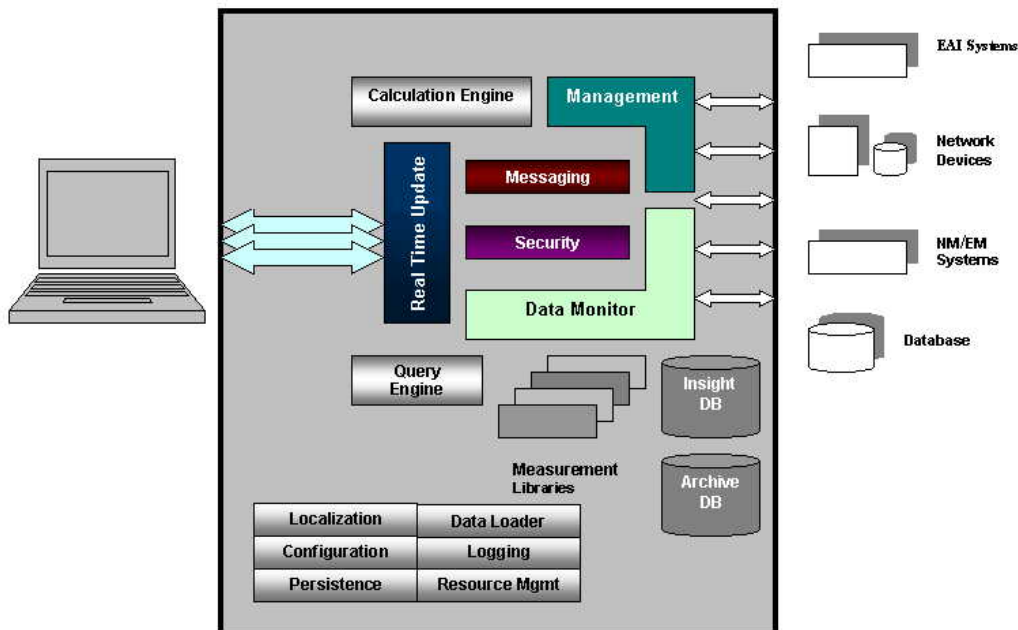 Calculation Engine
Management
EAI Systems
Network
Devices
Real Time Update
Messaging
Security
NM/EM
Systems
Data Monitor
Database
Query
Engine
Insight
DB
Measurement
Libraries
Archive
DB
Localization
Data Loader
Configuration
Logging
Persistence
Resource Mgmt